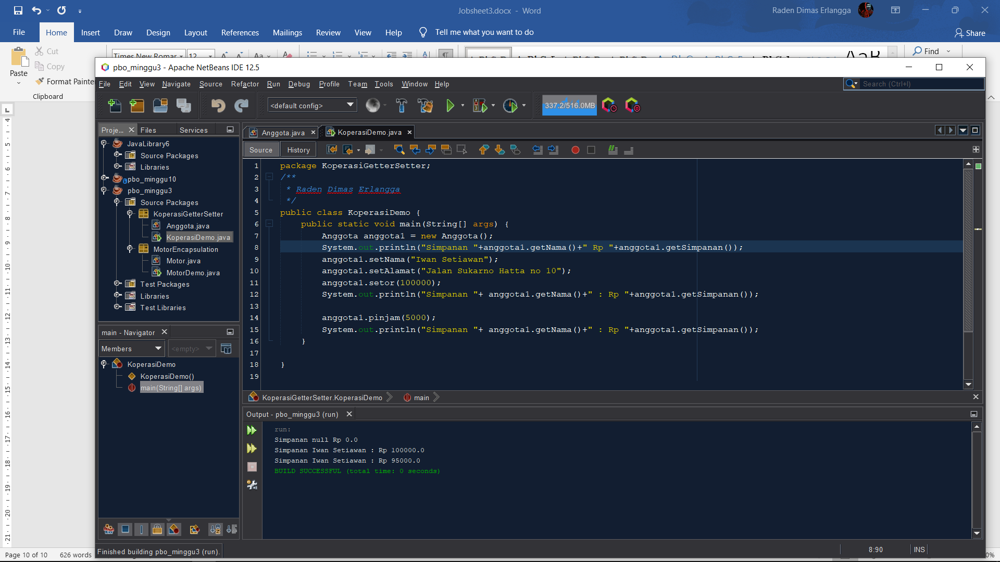 Jobsheet3.docx - Word
Raden Dimas Erlangga
File Home Insert Draw Design Layout References Mailings Review View Help Tell me what you want to do
Share
Times New Roman 12
Find
Cut
Copy
Paste
Format Painte
Clipboard
pbo_minggu3 - Apache NetBeans IDE 12.5
File Edit View Navigate Source Refactor Run Debug Profile Team Tools Window Help
Search (Ctrl+I)
<default config>
337.2/516.0MB
Proje... Files Services
JavaLibrary6
Source Packages
Libraries
pbo_minggu10
pbo_minggu3
Source Packages
KoperasiGetterSetter
Anggota.java
KoperasiDemo.java
MotorEncapsulation
Motor.java
MotorDemo.java
Test Packages
Libraries
Test Libraries
main - Navigator
Members
<empty>
KoperasiDemo
KoperasiDemo()
main(String[] args)
Anggota.java KoperasiDemo.java
Source History
1 package KoperasiGetterSetter;
2 /**
3 * Raden Dimas Erlangga
4 */
5 public class KoperasiDemo {
6 public static void main(String[] args) {
7 Anggota anggota1 = new Anggota();
8 System.out.println("Simpanan "+anggota1.getNama()+" Rp "+anggota1.getSimpanan());
9 anggota1.setNama("Iwan Setiawan");
10 anggota1.setAlamat("Jalan Sukarno Hatta no 10");
11 anggota1.setor(100000);
12 System.out.println("Simpanan "+ anggota1.getNama()+" : Rp "+anggota1.getSimpanan());
13
14 anggota1.pinjam(5000);
15 System.out.println("Simpanan "+ anggota1.getNama()+" : Rp "+anggota1.getSimpanan());
16 }
17
18 }
19
KoperasiGetterSetter.KoperasiDemo main
Output - pbo_minggu3 (run)
run:
Simpanan null Rp 0.0
Simpanan Iwan Setiawan : Rp 100000.0
Simpanan Iwan Setiawan : Rp 95000.0
BUILD SUCCESSFUL (total time: 0 seconds)
Finished building pbo_minggu3 (run).
8:90 INS
Page 10 of 10 626 words
0%